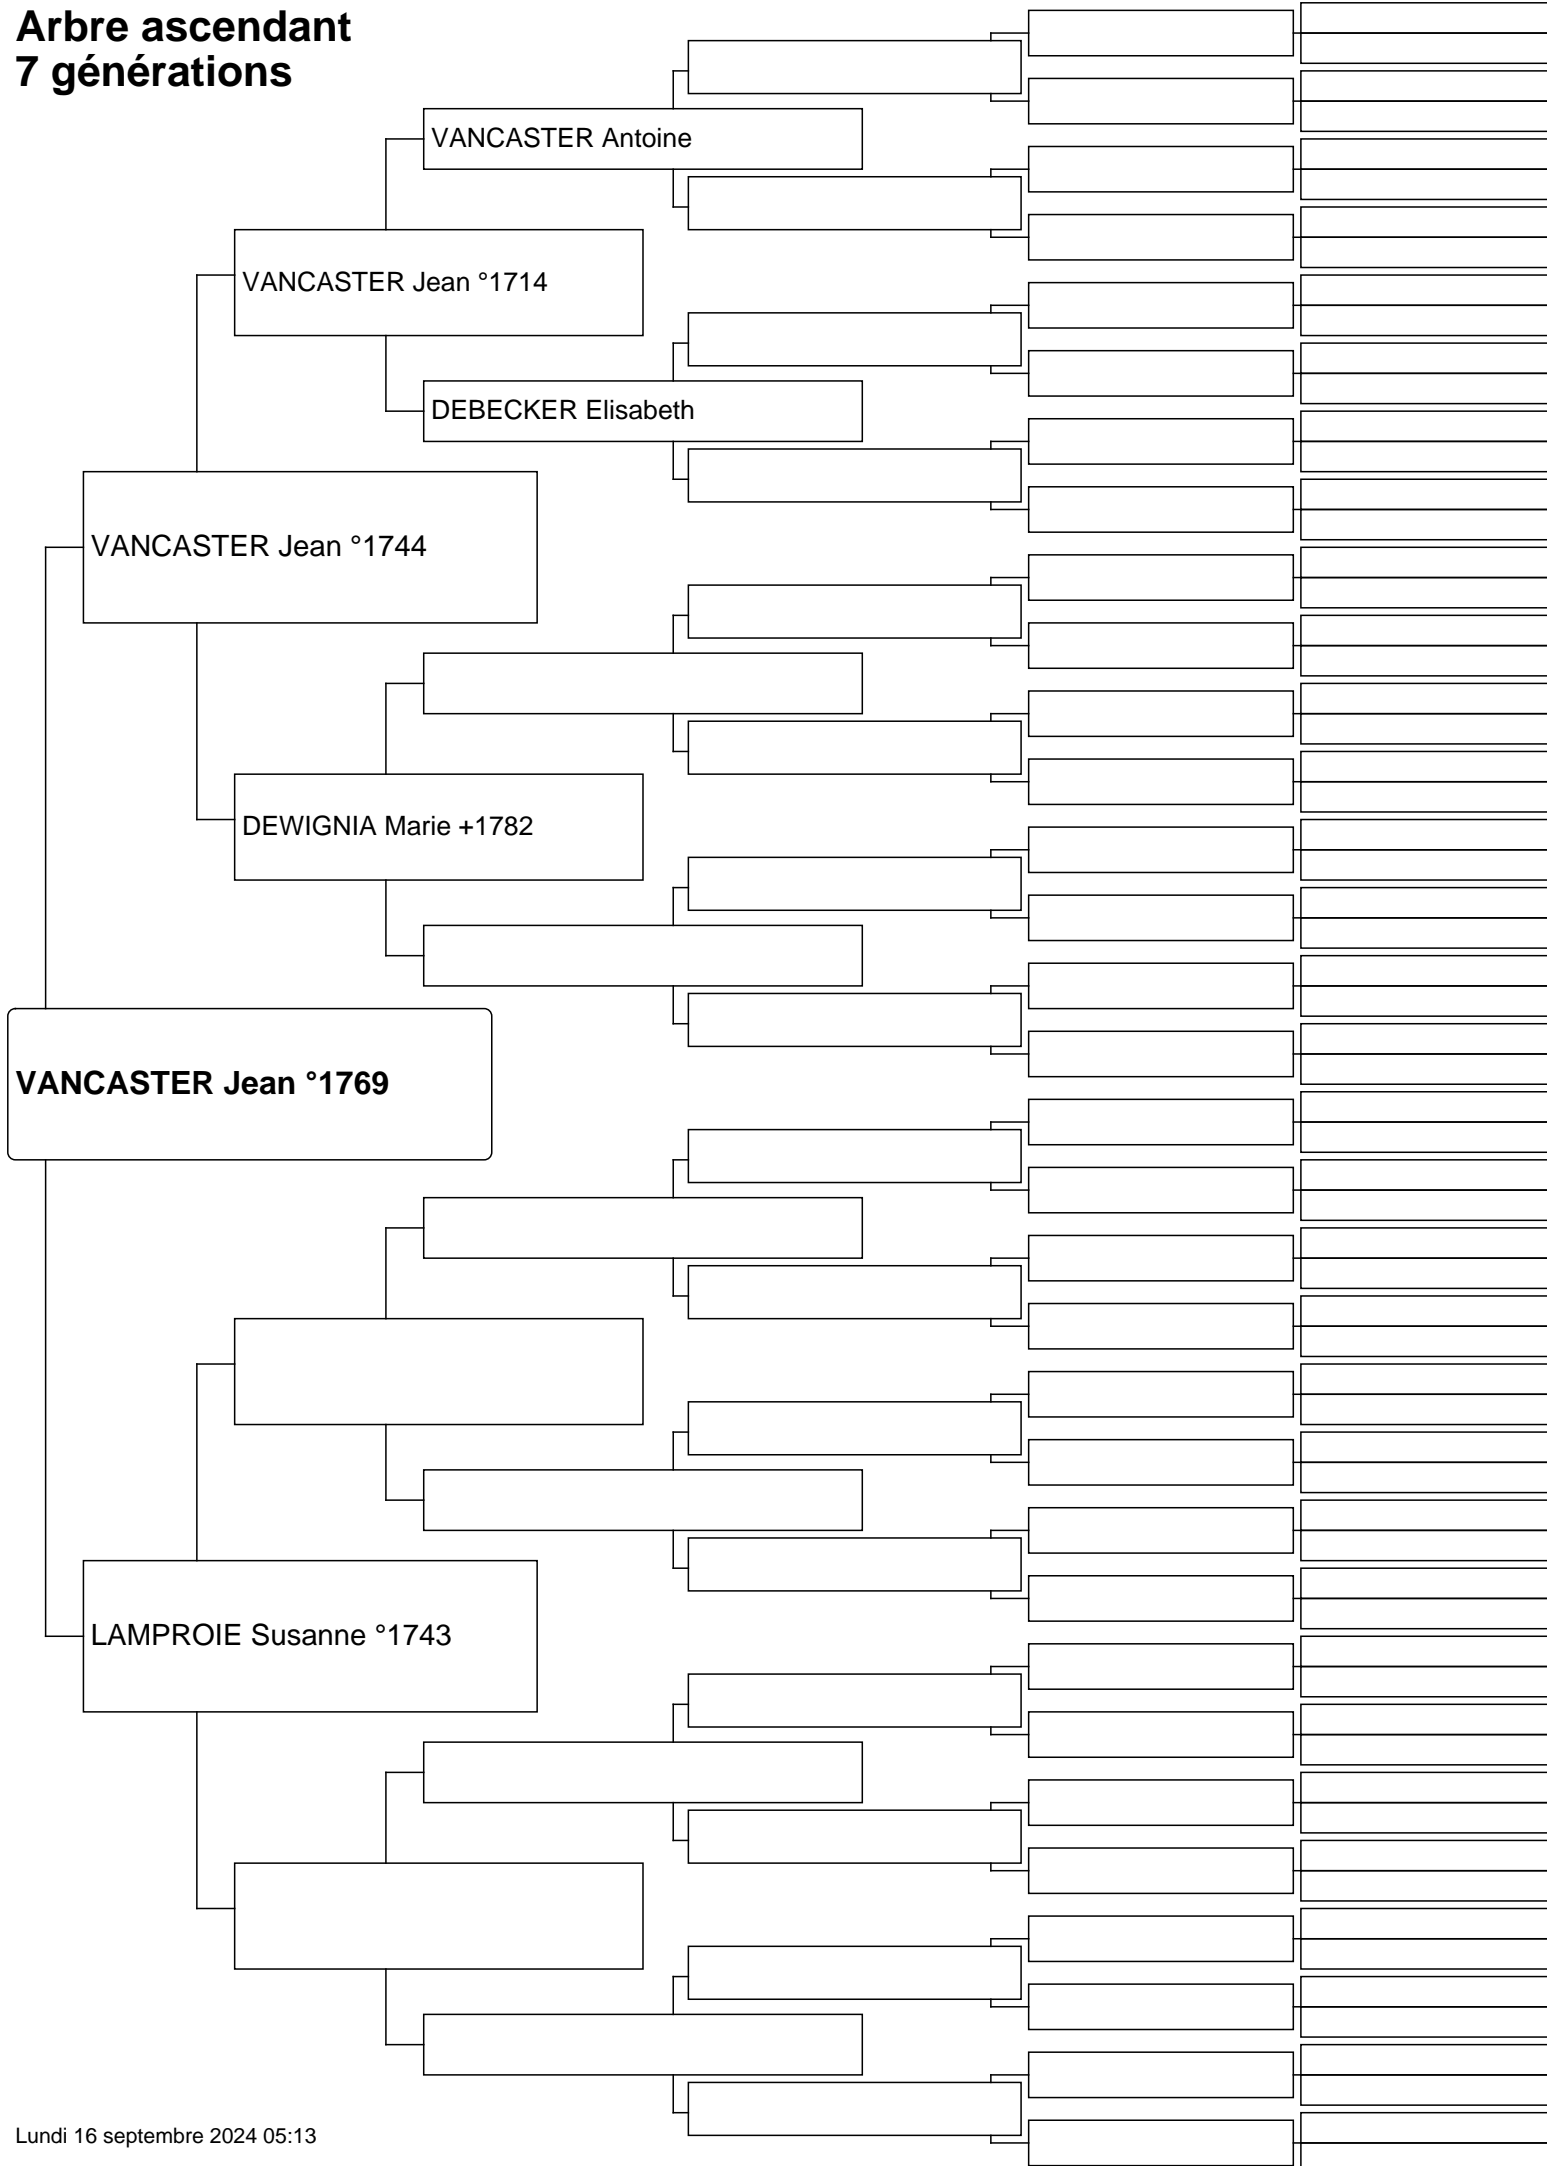 Arbre ascendant
7 générations
VANCASTER Antoine
VANCASTER Jean °1714
DEBECKER Elisabeth
VANCASTER Jean °1744
DEWIGNIA Marie +1782
VANCASTER Jean °1769
LAMPROIE Susanne °1743
Lundi 16 septembre 2024 05:13